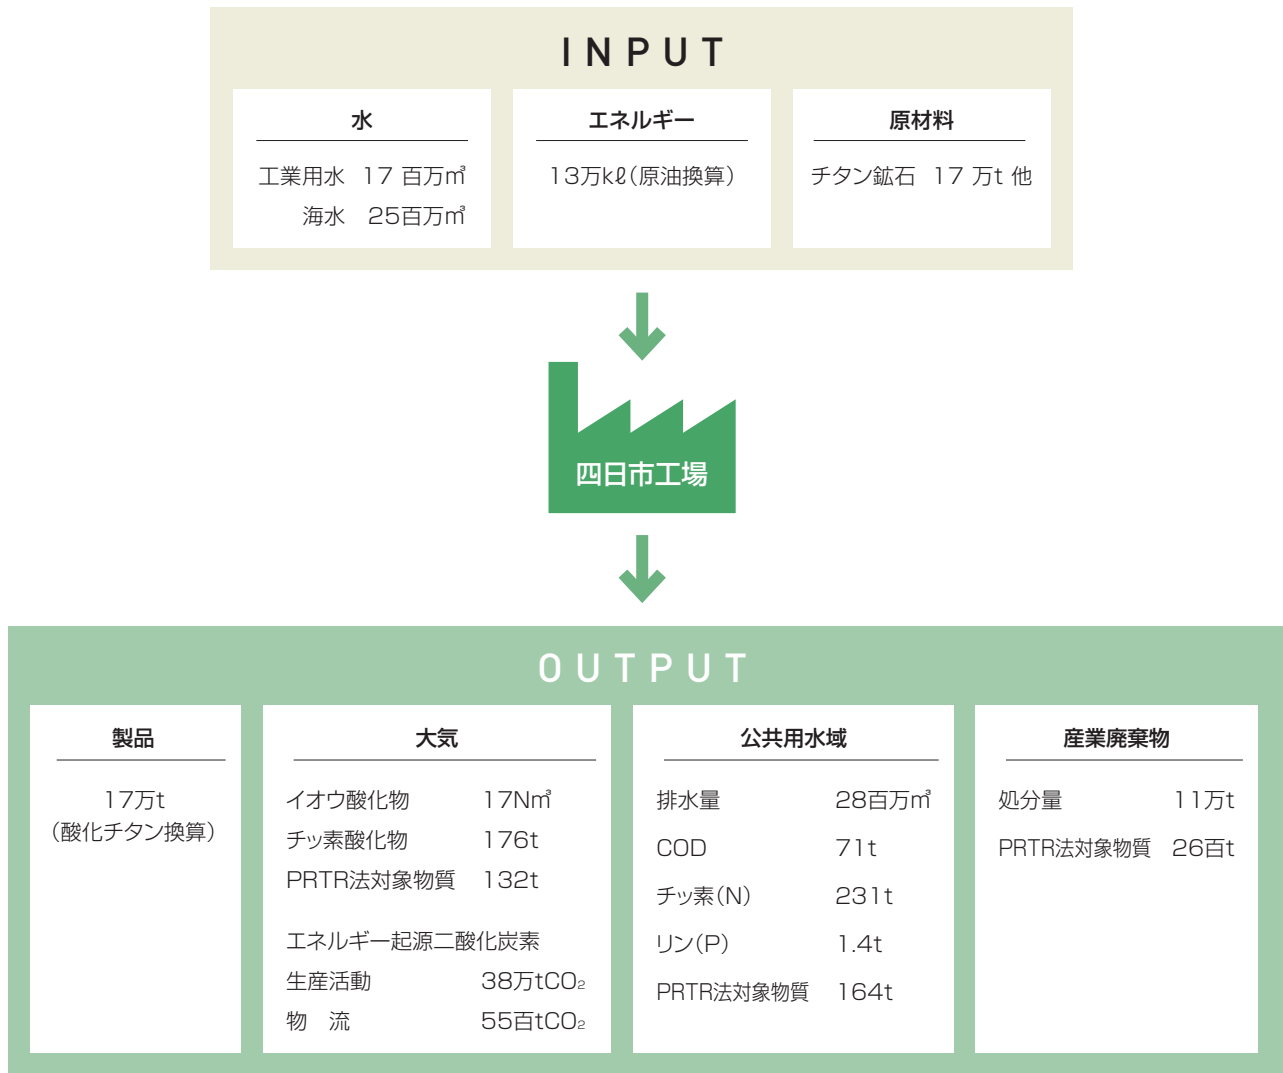 INPUT
水
工業用水 17 百万㎥
海水 25百万㎥
エネルギー
13万kℓ(原油換算)
原材料
チタン鉱石 17 万t 他
四日市工場
OUTPUT
製品
17万t
(酸化チタン換算)
大気
イオウ酸化物 17N㎥
チッ素酸化物 176t
PRTR法対象物質 132t
エネルギー起源二酸化炭素
生産活動 38万tCO₂
物 流 55百tCO₂
公共用水域
排水量 28百万㎥
COD 71t
チッ素(N) 231t
リン(P) 1.4t
PRTR法対象物質 164t
産業廃棄物
処分量 11万t
PRTR法対象物質 26百t